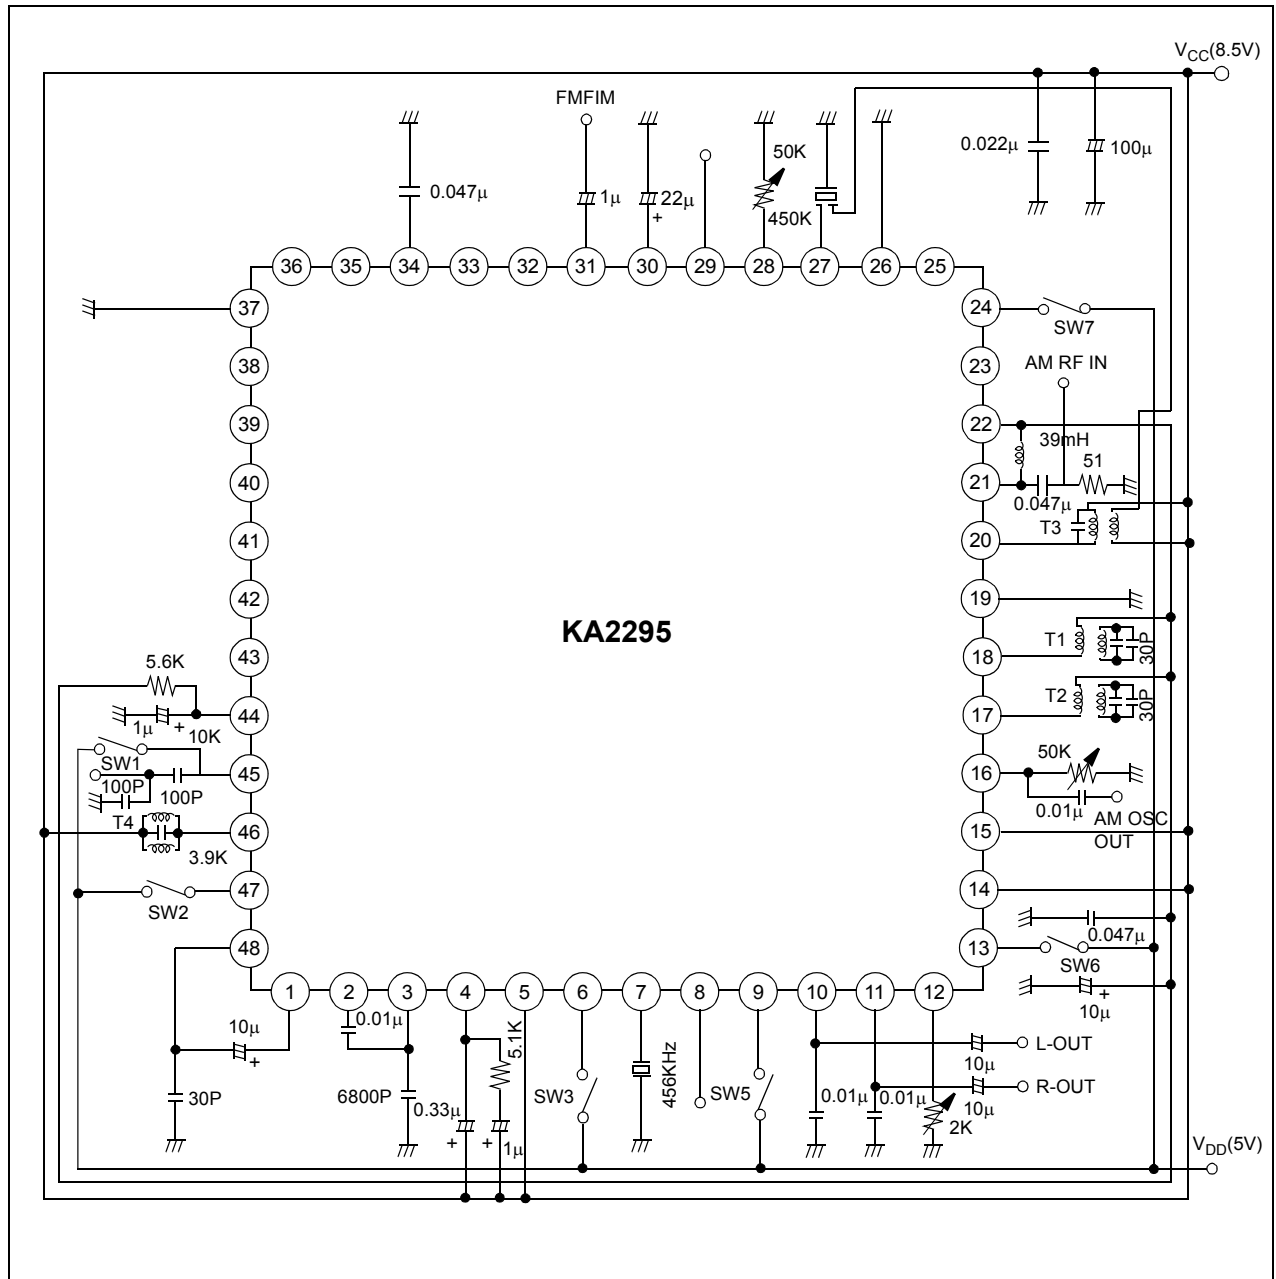 V_CC(8.5V)
FMFIM
0.047µ
1µ
22µ
+
50K
450K
0.022µ
100µ
36 35 34 33 32 31 30 29 28 27 26 25
37
38
39
40
41
42
43
44
45
46
47
48
24
23
22
21
20
19
18
17
16
15
14
13
SW7
AM RF IN
39mH
51
0.047µ
T3
KA2295
T1
30P
T2
30P
5.6K
1µ
+
10K
SW1
100P
100P
T4
3.9K
SW2
50K
0.01µ
AM OSC
OUT
0.047µ
SW6
+
10µ
1 2 3 4 5 6 7 8 9 10 11 12
10µ
+
30P
0.01µ
6800P
0.33µ
+
5.1K
+
1µ
SW3
456KHz
SW5
0.01µ
0.01µ
2K
10µ
L-OUT
10µ
R-OUT
V_DD(5V)